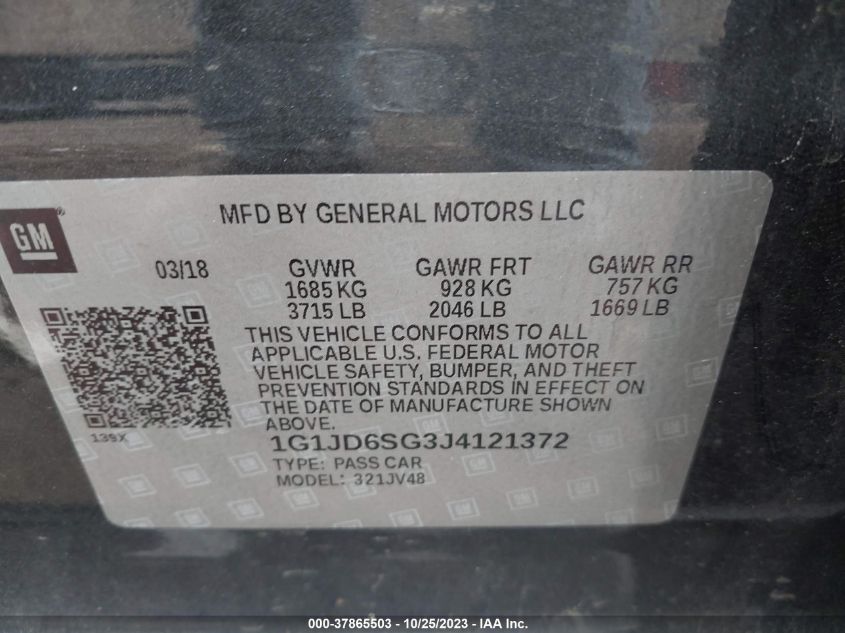 MFD BY GENERAL MOTORS LLC
GM®
03/18 GVWR GAWR FRT GAWR RR
1685 KG 928 KG 757 KG
3715 LB 2046 LB 1669 LB
THIS VEHICLE CONFORMS TO ALL
APPLICABLE U.S. FEDERAL MOTOR
VEHICLE SAFETY, BUMPER, AND THEFT
PREVENTION STANDARDS IN EFFECT ON
THE DATE OF MANUFACTURE SHOWN
ABOVE.
139X
1G1JD6SG3J4121372
TYPE: PASS CAR
MODEL: 321JV48
000-37865503 - 10/25/2023 - IAA Inc.